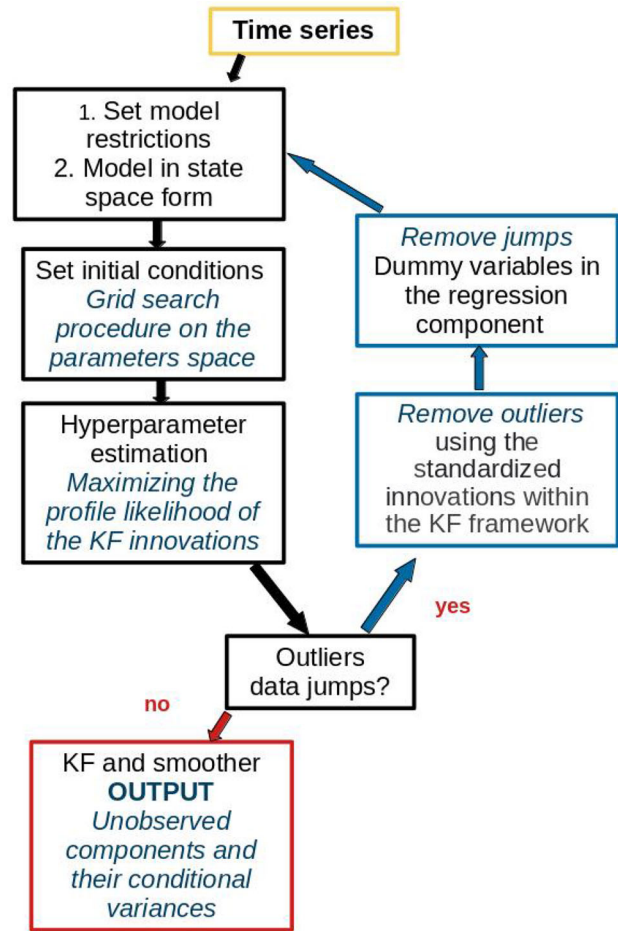 Time series
1. Set model
restrictions
2. Model in state
space form
Set initial conditions
Grid search
procedure on the
parameters space
Hyperparameter
estimation
Maximizing the
profile likelihood of
the KF innovations
Outliers
data jumps?
yes
Remove outliers
using the
standardized
innovations within
the KF framework
Remove jumps
Dummy variables in
the regression
component
no
KF and smoother
OUTPUT
Unobserved
components and
their conditional
variances